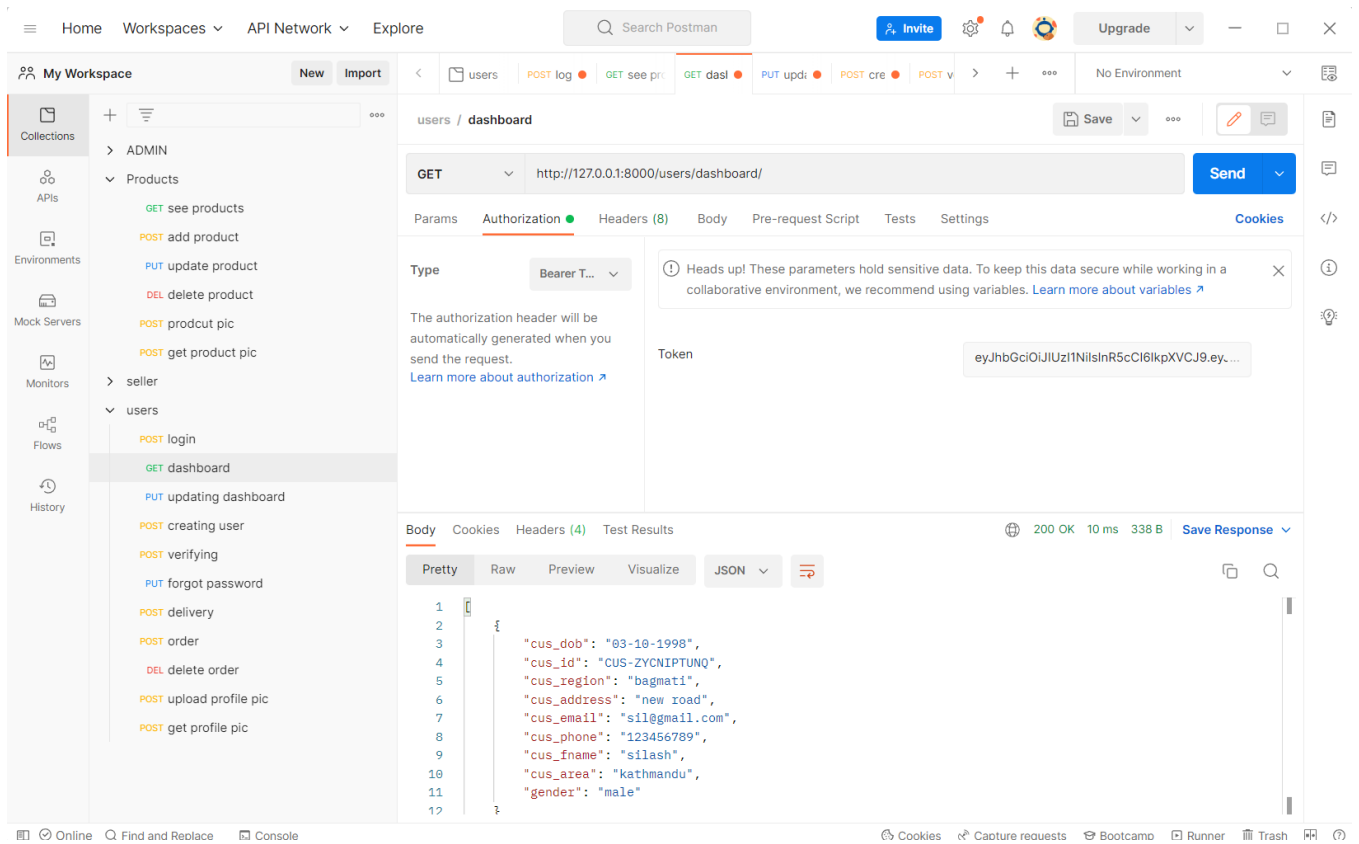 Home Workspaces API Network Explore Search Postman Invite Upgrade
My Workspace New Import users POST log GET see pro GET dasl PUT upda POST cre POST v No Environment
Collections
APIs
Environments
Mock Servers
Monitors
Flows
History
ADMIN
Products
GET see products
POST add product
PUT update product
DEL delete product
POST prodcut pic
POST get product pic
seller
users
POST login
GET dashboard
PUT updating dashboard
POST creating user
POST verifying
PUT forgot password
POST delivery
POST order
DEL delete order
POST upload profile pic
POST get profile pic
users / dashboard Save
GET http://127.0.0.1:8000/users/dashboard/ Send
Params Authorization Headers (8) Body Pre-request Script Tests Settings Cookies
Type Bearer T...
The authorization header will be
automatically generated when you
send the request.
Learn more about authorization ↗
Heads up! These parameters hold sensitive data. To keep this data secure while working in a
collaborative environment, we recommend using variables. Learn more about variables ↗
Token
Body Cookies Headers (4) Test Results 200 OK 10 ms 338 B Save Response
Pretty Raw Preview Visualize JSON
1 [
2 {
3 "cus_dob": "03-10-1998",
4 "cus_id": "CUS-ZYCNIPTUNQ",
5 "cus_region": "bagmati",
6 "cus_address": "new road",
7 "cus_email": "sil@gmail.com",
8 "cus_phone": "123456789",
9 "cus_fname": "silash",
10 "cus_area": "kathmandu",
11 "gender": "male"
12 }
Online Find and Replace Console Cookies Capture requests Bootcamp Runner Trash